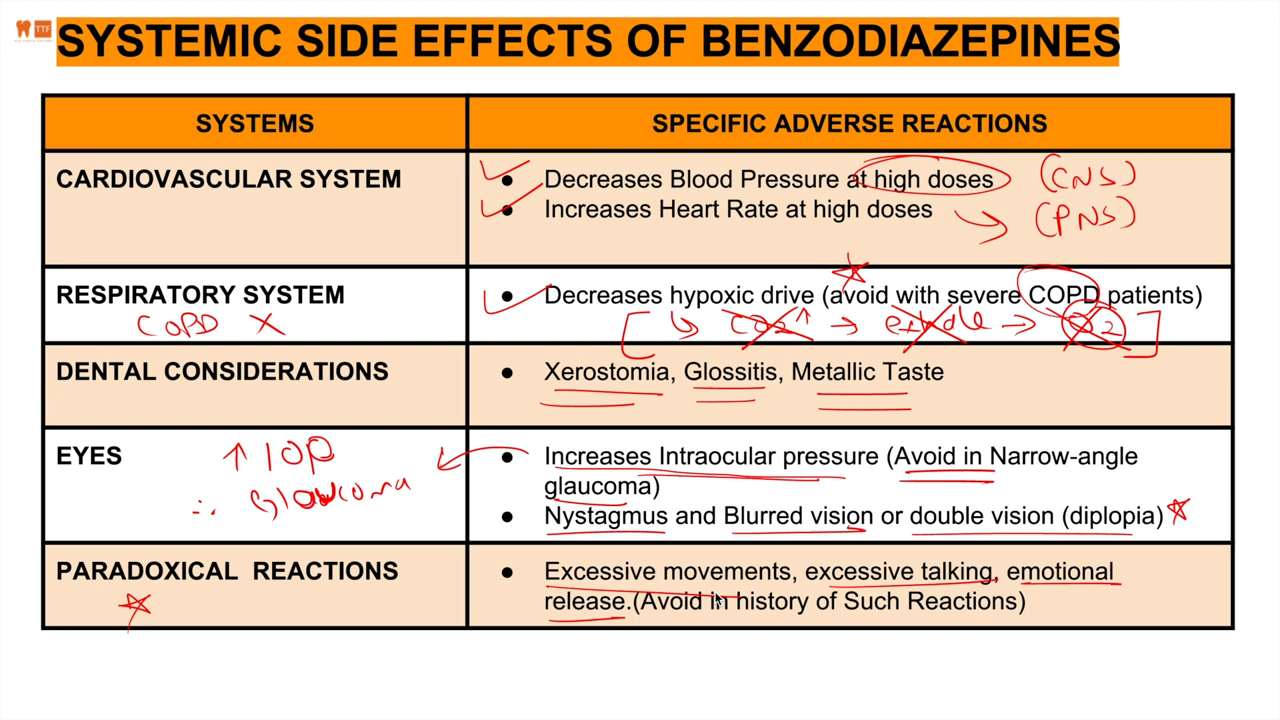 TTF
SYSTEMIC SIDE EFFECTS OF BENZODIAZEPINES
SYSTEMS
SPECIFIC ADVERSE REACTIONS
CARDIOVASCULAR SYSTEM
● Decreases Blood Pressure at high doses
(CNS)
● Increases Heart Rate at high doses
(PNS)
RESPIRATORY SYSTEM
COPD X
● Decreases hypoxic drive (avoid with severe COPD patients)
[↳ CO2 ↑ → exhale → O2]
DENTAL CONSIDERATIONS
● Xerostomia, Glossitis, Metallic Taste
EYES
↑ IOP
∴ Glaucoma
● Increases Intraocular pressure (Avoid in Narrow-angle
glaucoma)
● Nystagmus and Blurred vision or double vision (diplopia)
PARADOXICAL REACTIONS
● Excessive movements, excessive talking, emotional
release.(Avoid in history of Such Reactions)